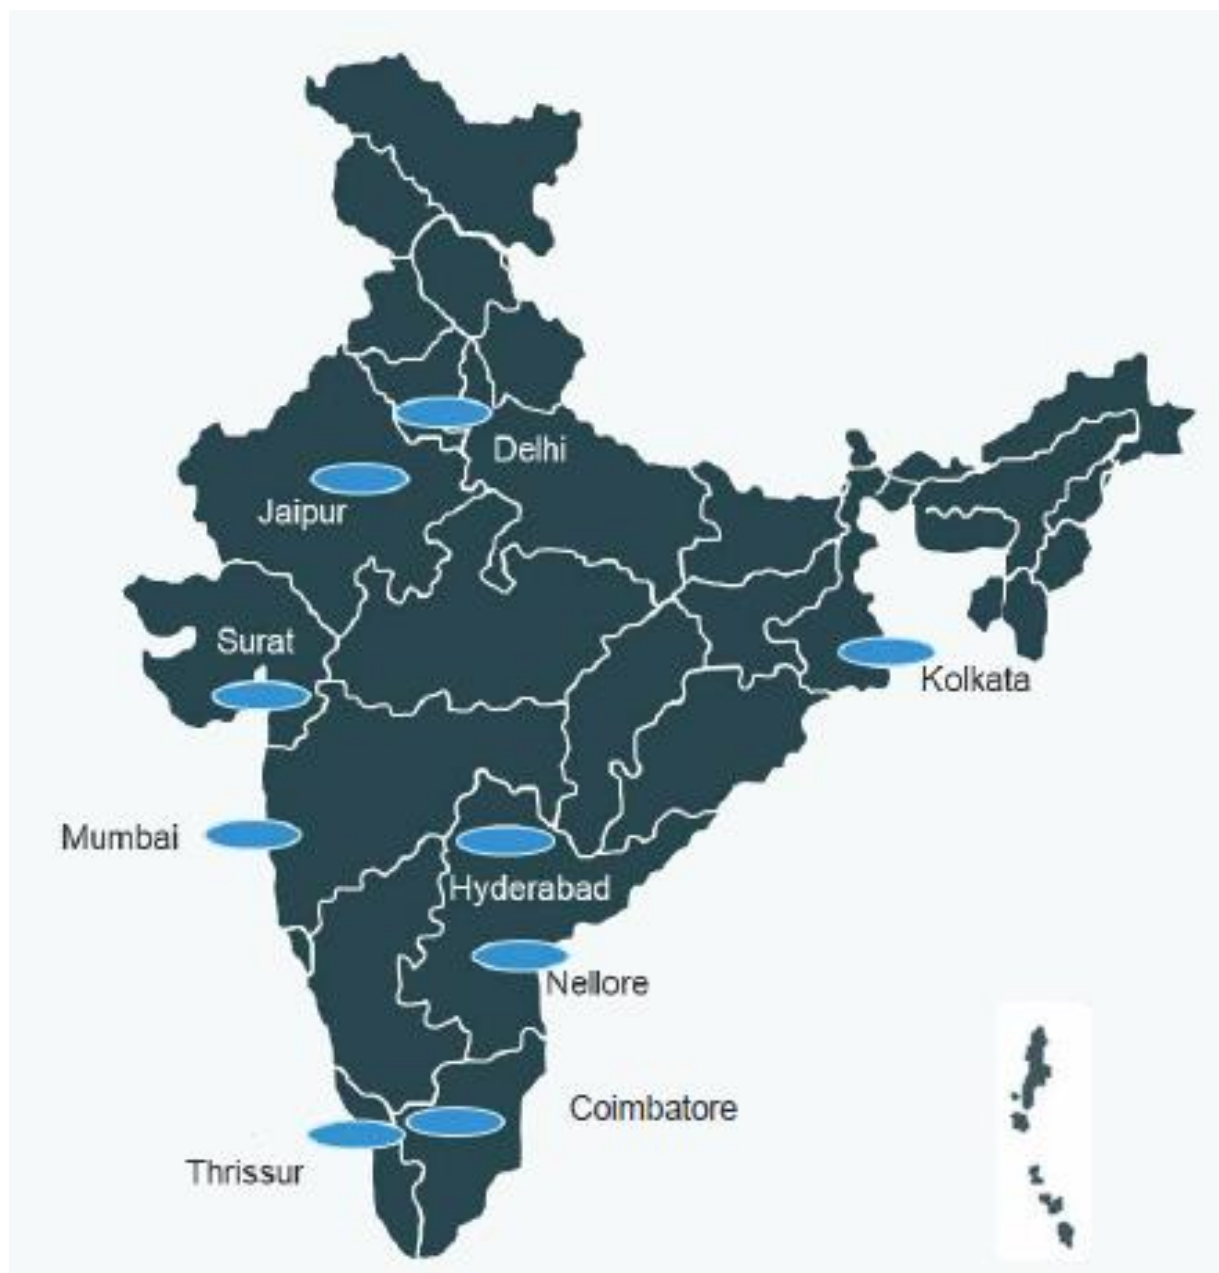 Delhi
Jaipur
Surat
Kolkata
Mumbai
Hyderabad
Nellore
Coimbatore
Thrissur